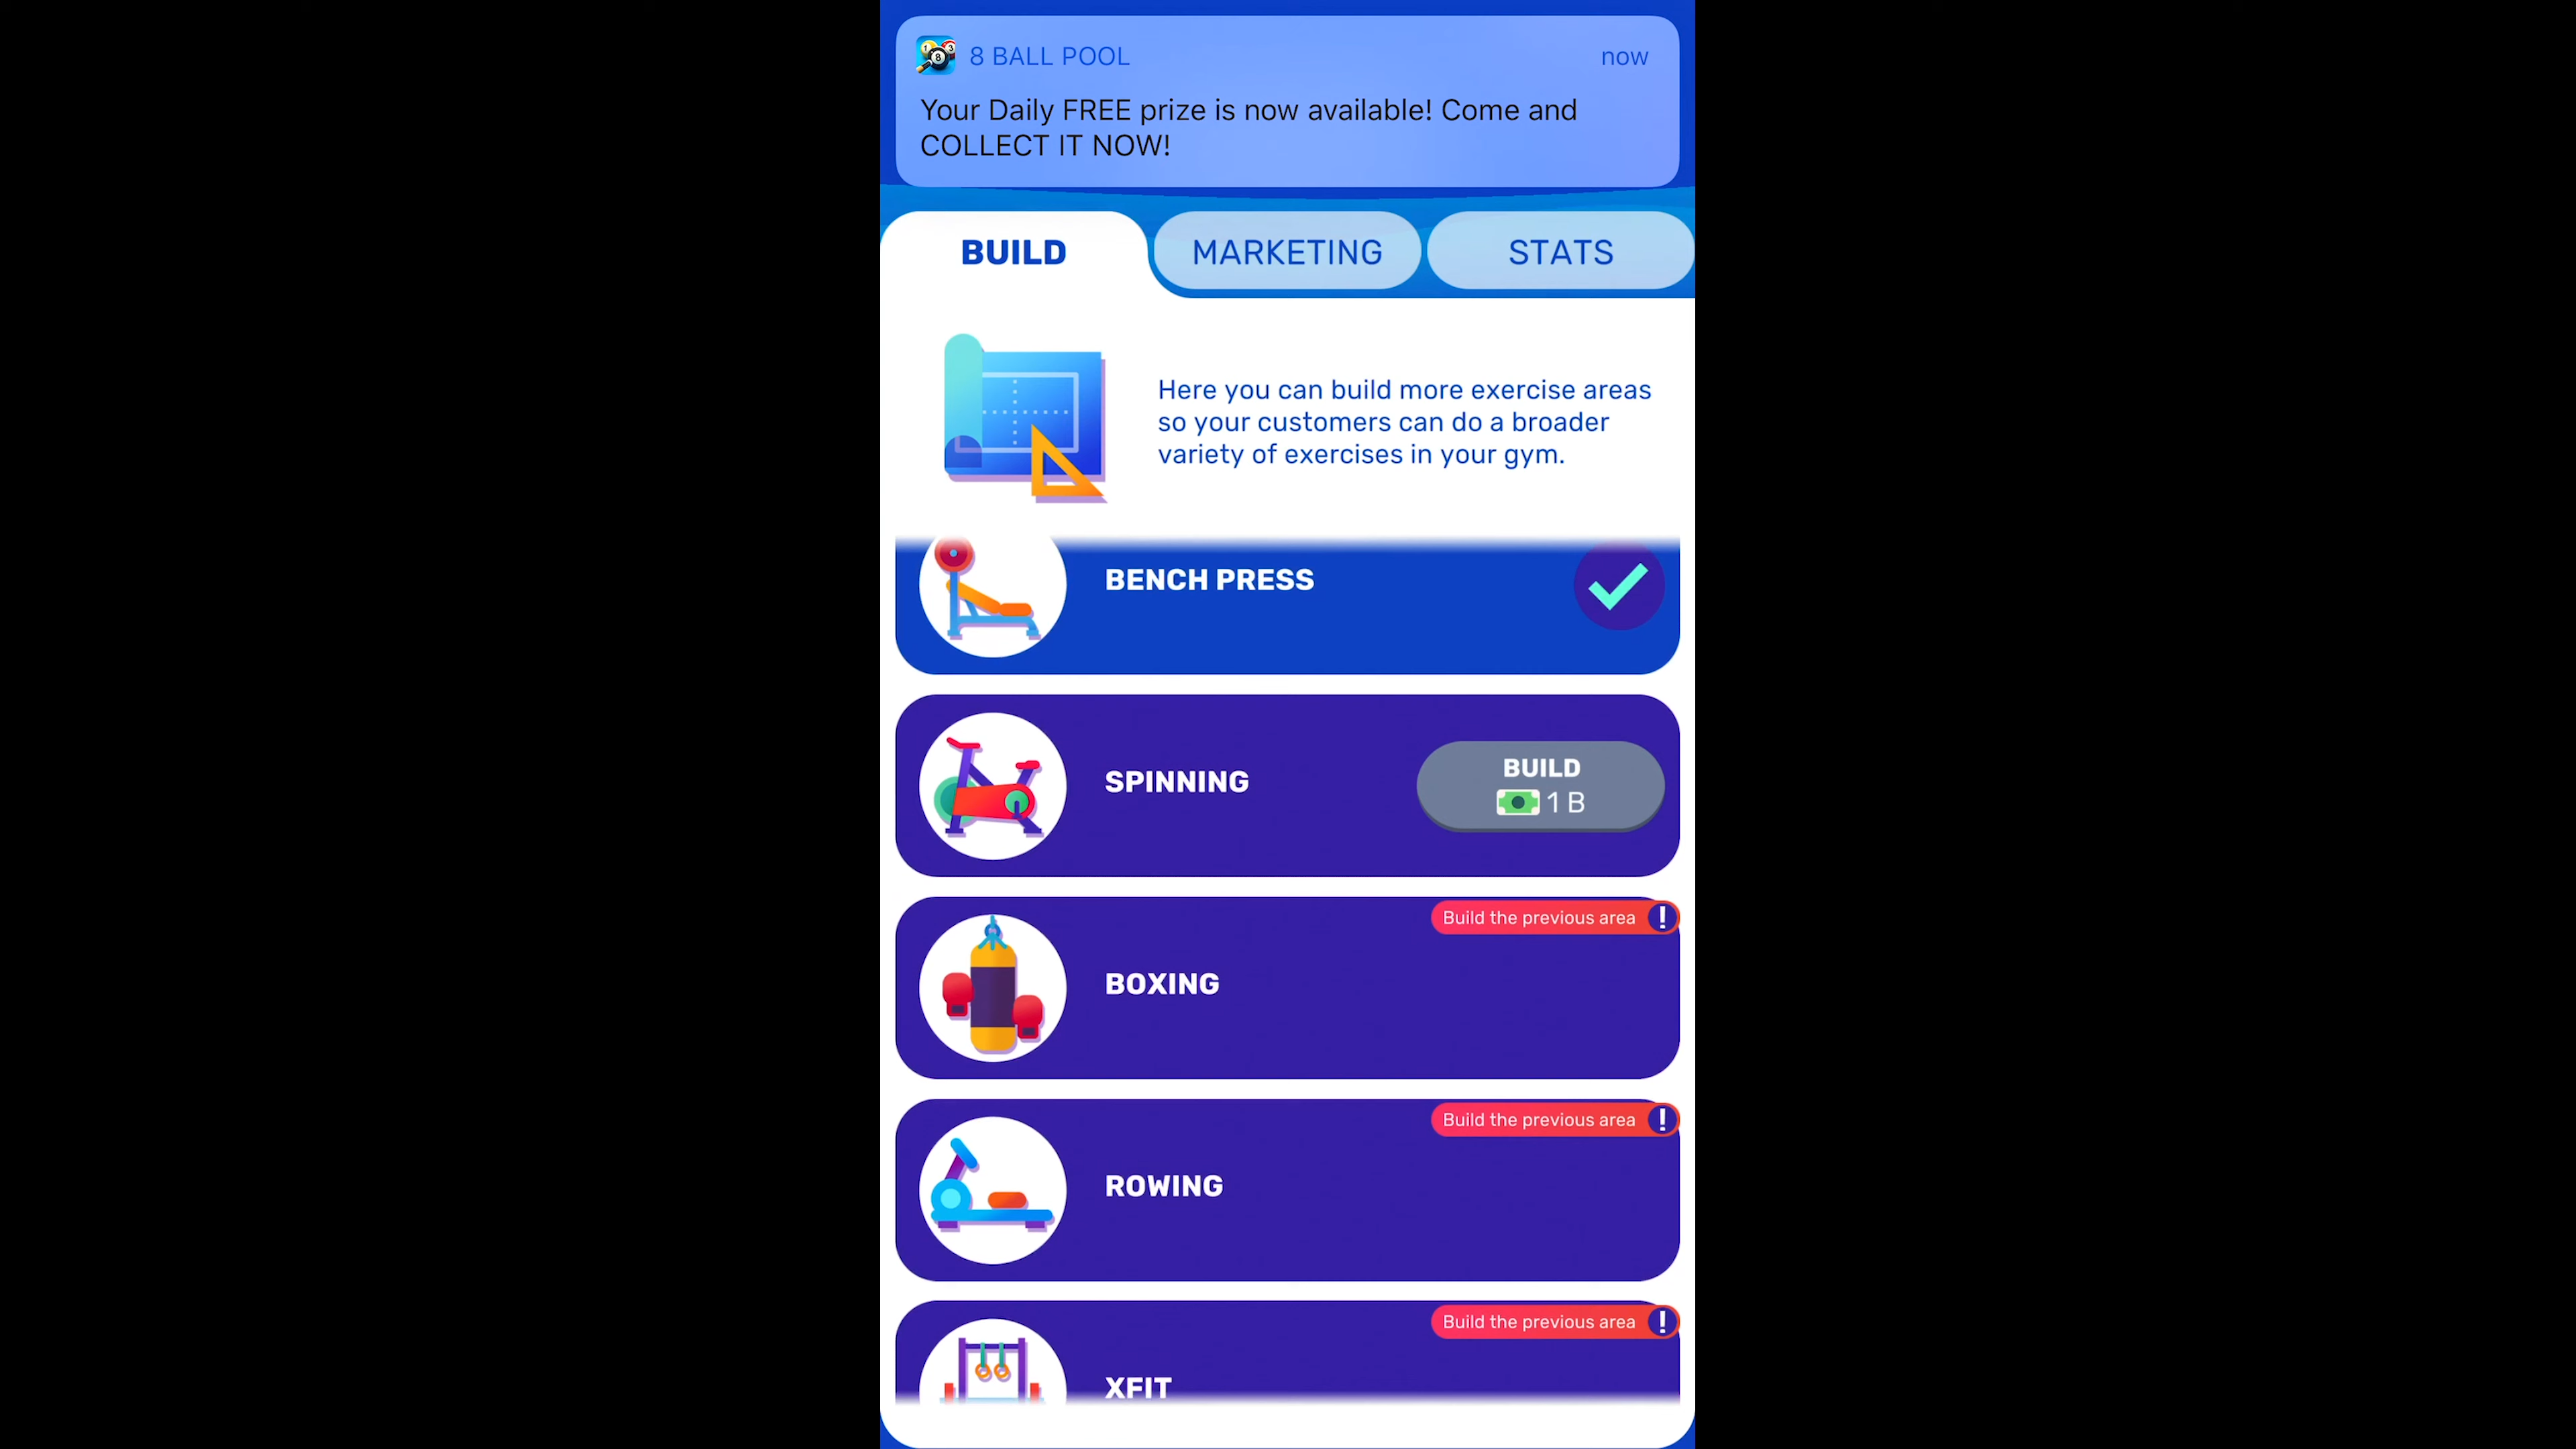 8 BALL POOL
now
Your Daily FREE prize is now available! Come and
COLLECT IT NOW!
BUILD
MARKETING
STATS
Here you can build more exercise areas
so your customers can do a broader
variety of exercises in your gym.
BENCH PRESS
SPINNING
BUILD
1 B
Build the previous area !
BOXING
Build the previous area !
ROWING
Build the previous area !
XFIT